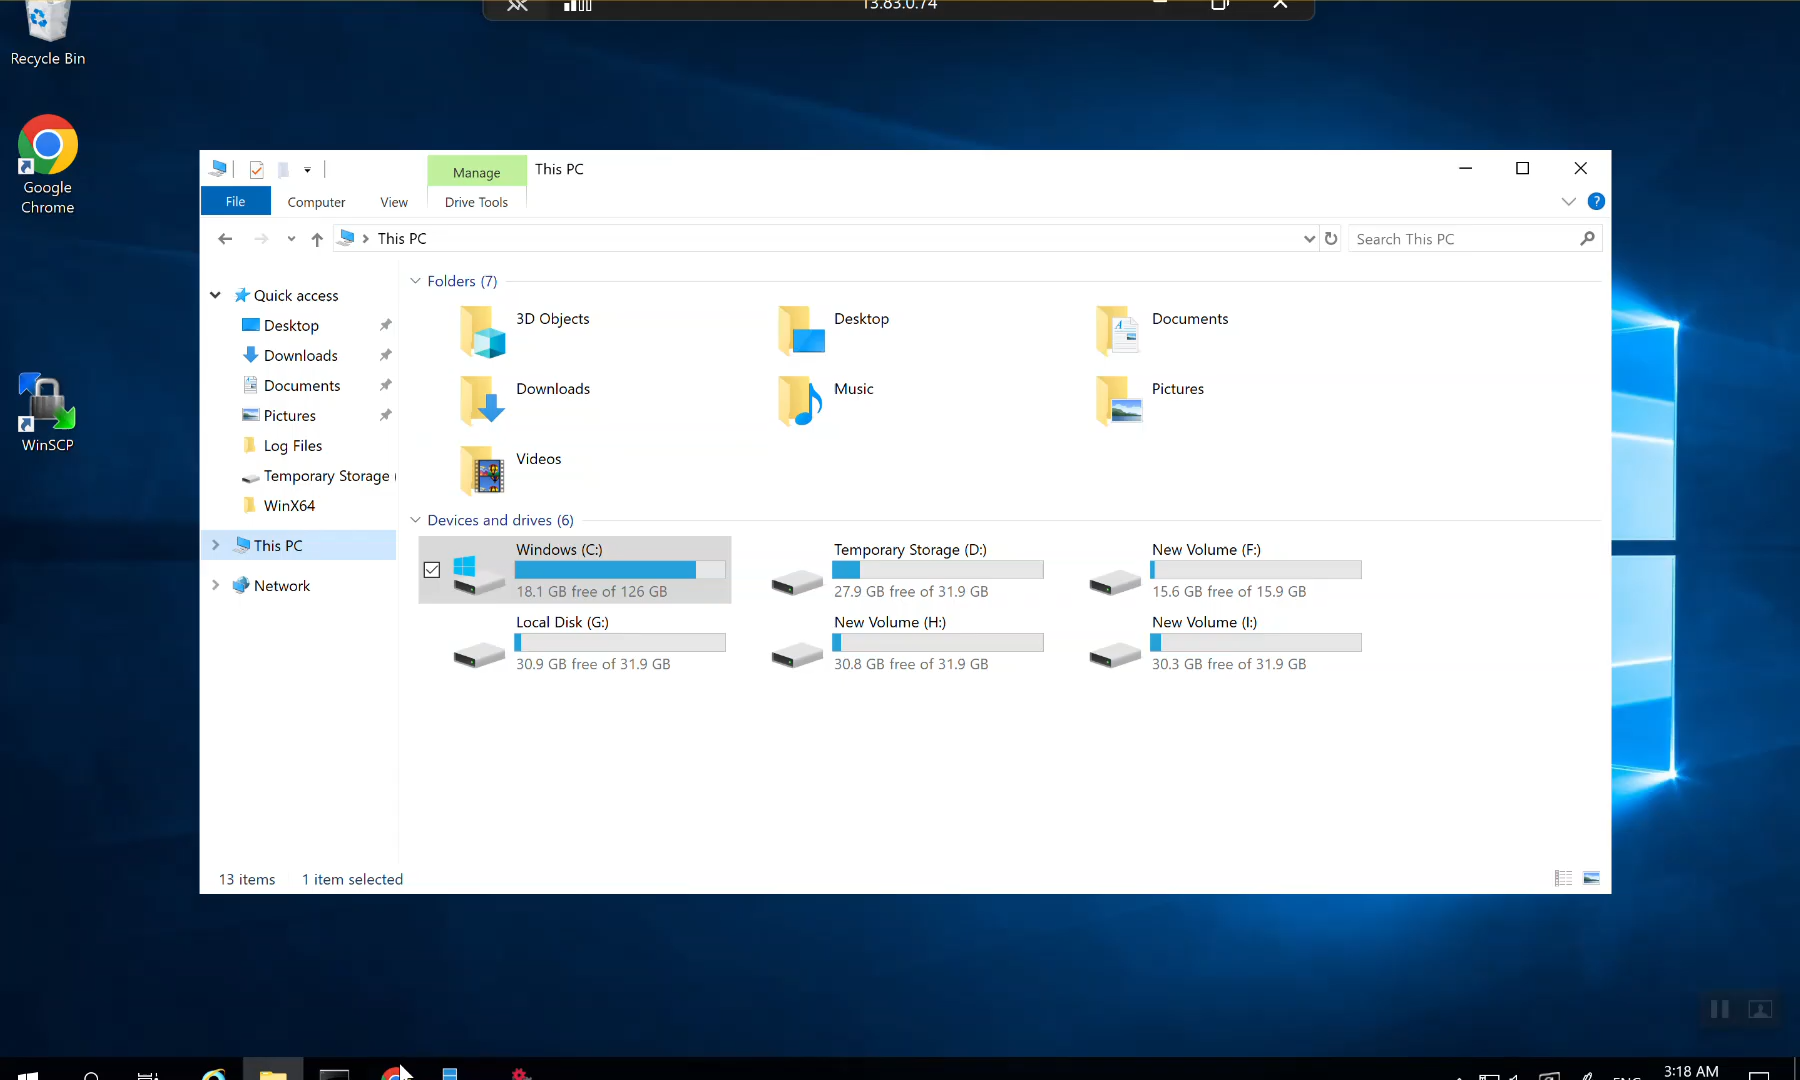 13.83.0.74
Recycle Bin
Google
Chrome
WinSCP
Manage
This PC
File
Computer
View
Drive Tools
This PC
Search This PC
Quick access
Desktop
Downloads
Documents
Pictures
Log Files
Temporary Storage (
WinX64
This PC
Network
Folders (7)
3D Objects
Desktop
Documents
Downloads
Music
Pictures
Videos
Devices and drives (6)
Windows (C:)
18.1 GB free of 126 GB
Temporary Storage (D:)
27.9 GB free of 31.9 GB
New Volume (F:)
15.6 GB free of 15.9 GB
Local Disk (G:)
30.9 GB free of 31.9 GB
New Volume (H:)
30.8 GB free of 31.9 GB
New Volume (I:)
30.3 GB free of 31.9 GB
13 items
1 item selected
ENG
3:18 AM